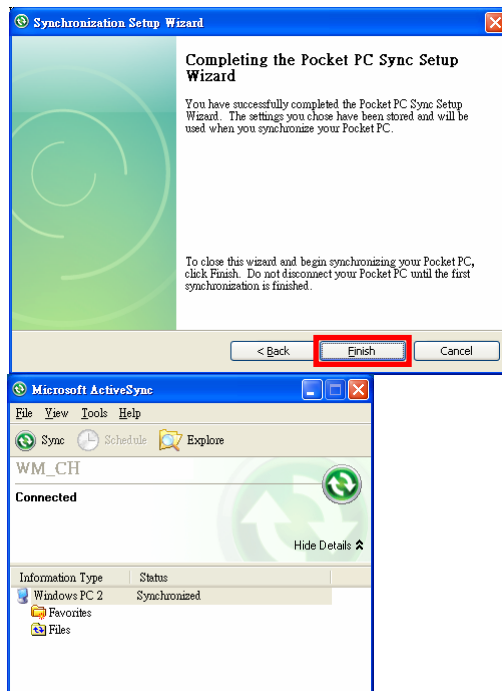 Synchronization Setup Wizard
Completing the Pocket PC Sync Setup
Wizard
You have successfully completed the Pocket PC Sync Setup
Wizard. The settings you chose have been stored and will be
used when you synchronize your Pocket PC.
To close this wizard and begin synchronizing your Pocket PC,
click Finish. Do not disconnect your Pocket PC until the first
synchronization is finished.
< Back Finish Cancel
Microsoft ActiveSync
File View Tools Help
Sync Schedule Explore
WM_CH
Connected
Hide Details
Information Type Status
Windows PC 2 Synchronized
Favorites
Files